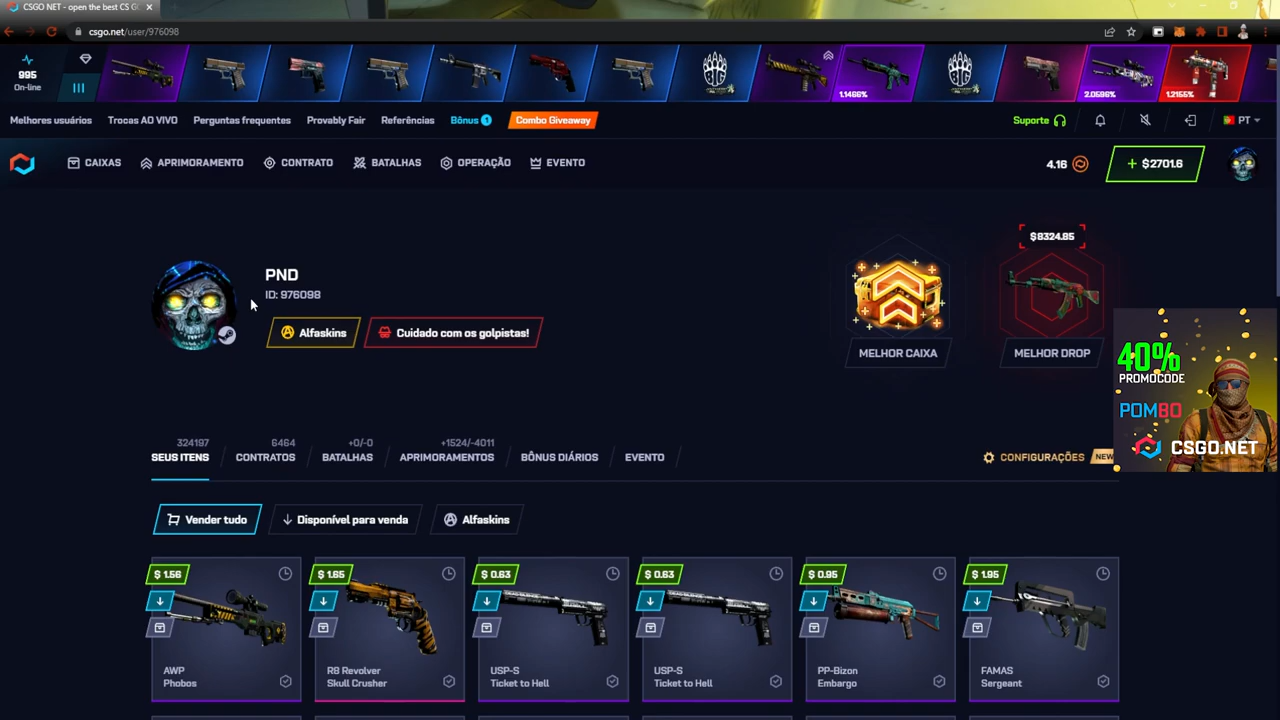 CSGO NET - open the best CS G
csgo.net/user/976098
995
On-line
1.1466%
2.0596%
1.2155%
Melhores usuários Trocas AO VIVO Perguntas frequentes Provably Fair Referências Bônus 1 Combo Giveaway Suporte PT
CAIXAS APRIMORAMENTO CONTRATO BATALHAS OPERAÇÃO EVENTO 4.16 + $2701.6
PND
ID: 976098
Alfaskins Cuidado com os golpistas!
$8324.85
MELHOR CAIXA MELHOR DROP
40%
PROMOCODE
POMBO
CSGO.NET
324197 6464 +0/-0 +1524/-4011
SEUS ITENS CONTRATOS BATALHAS APRIMORAMENTOS BÔNUS DIÁRIOS EVENTO CONFIGURAÇÕES NEW
Vender tudo Disponível para venda Alfaskins
$ 1.56 $ 1.65 $ 0.63 $ 0.63 $ 0.95 $ 1.95
AWP R8 Revolver USP-S USP-S PP-Bizon FAMAS
Phobos Skull Crusher Ticket to Hell Ticket to Hell Embargo Sergeant